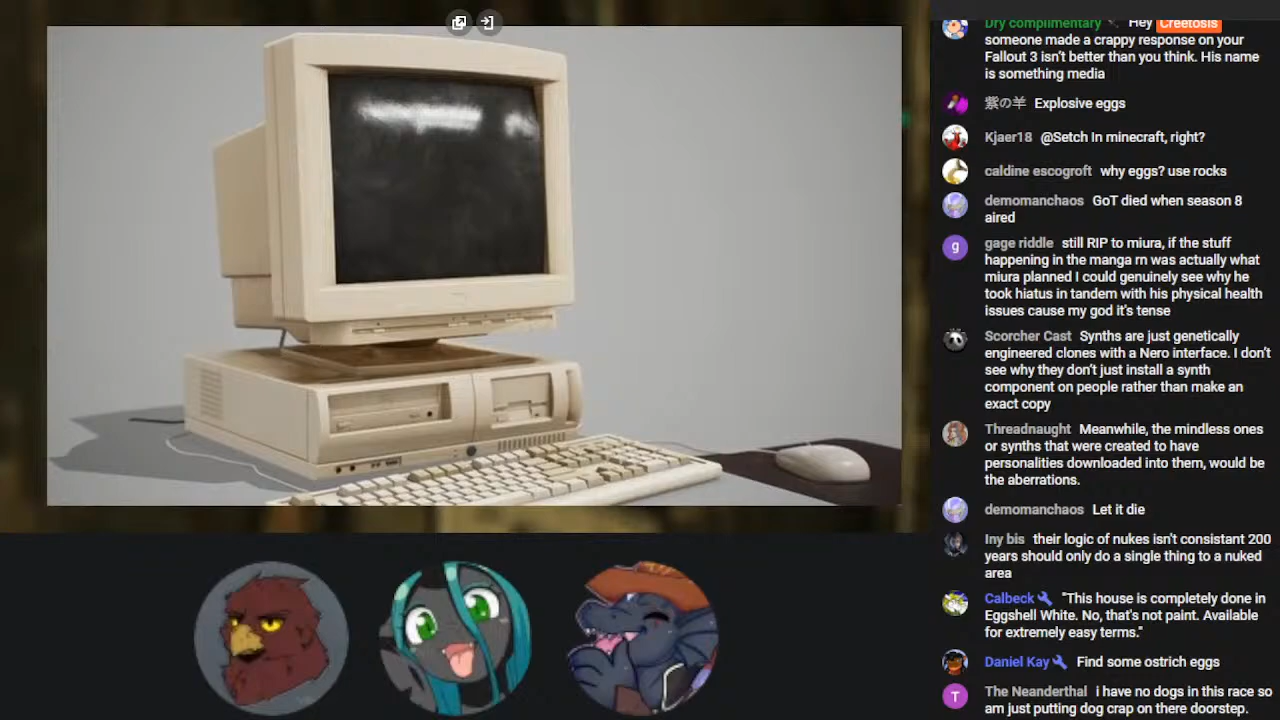 Dry complimentary Hey Creetosis
someone made a crappy response on your
Fallout 3 isn't better than you think. His name
is something media
紫の羊 Explosive eggs
Kjaer18 @Setch In minecraft, right?
caldine escogroft why eggs? use rocks
demomanchaos GoT died when season 8
aired
g
gage riddle still RIP to miura, if the stuff
happening in the manga rn was actually what
miura planned I could genuinely see why he
took hiatus in tandem with his physical health
issues cause my god it's tense
Scorcher Cast Synths are just genetically
engineered clones with a Nero interface. I don't
see why they don't just install a synth
component on people rather than make an
exact copy
Threadnaught Meanwhile, the mindless ones
or synths that were created to have
personalities downloaded into them, would be
the aberrations.
demomanchaos Let it die
Iny bis their logic of nukes isn't consistant 200
years should only do a single thing to a nuked
area
Calbeck "This house is completely done in
Eggshell White. No, that's not paint. Available
for extremely easy terms."
Daniel Kay Find some ostrich eggs
T
The Neanderthal i have no dogs in this race so
am just putting dog crap on there doorstep.